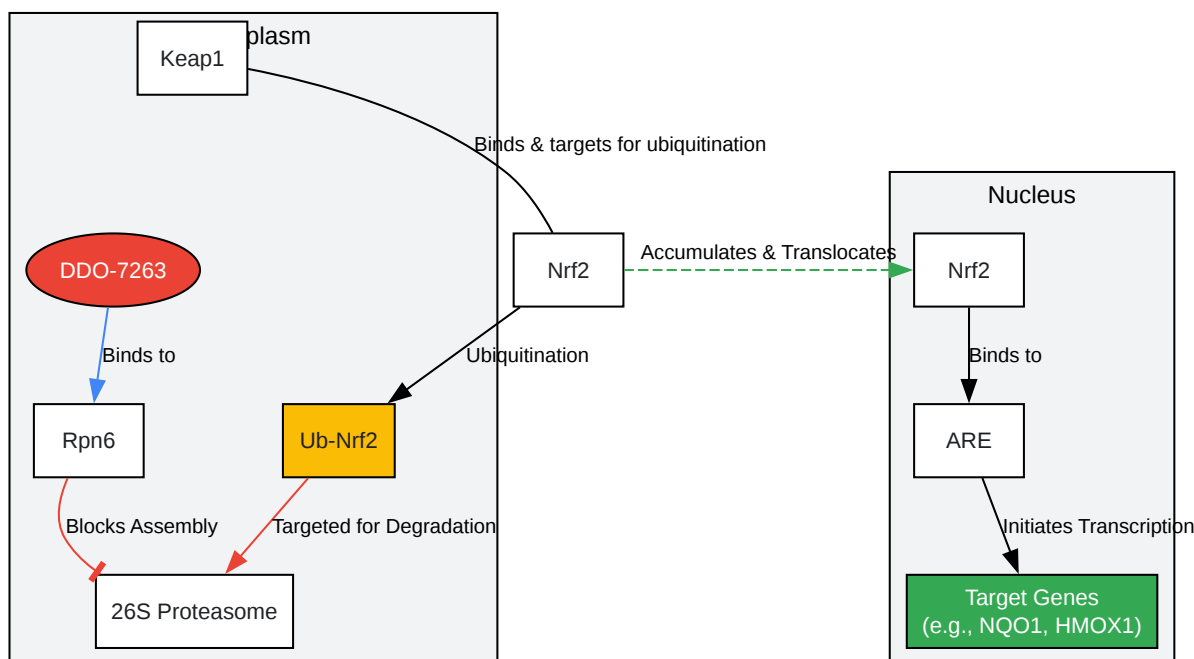 plasm
Keap1
Binds & targets for ubiquitination
Nucleus
DDO-7263
Nrf2
Accumulates & Translocates
Nrf2
Binds to
Ubiquitination
Binds to
Rpn6
Ub-Nrf2
ARE
Blocks Assembly
Targeted for Degradation
Initiates Transcription
26S Proteasome
Target Genes
(e.g., NQO1, HMOX1)